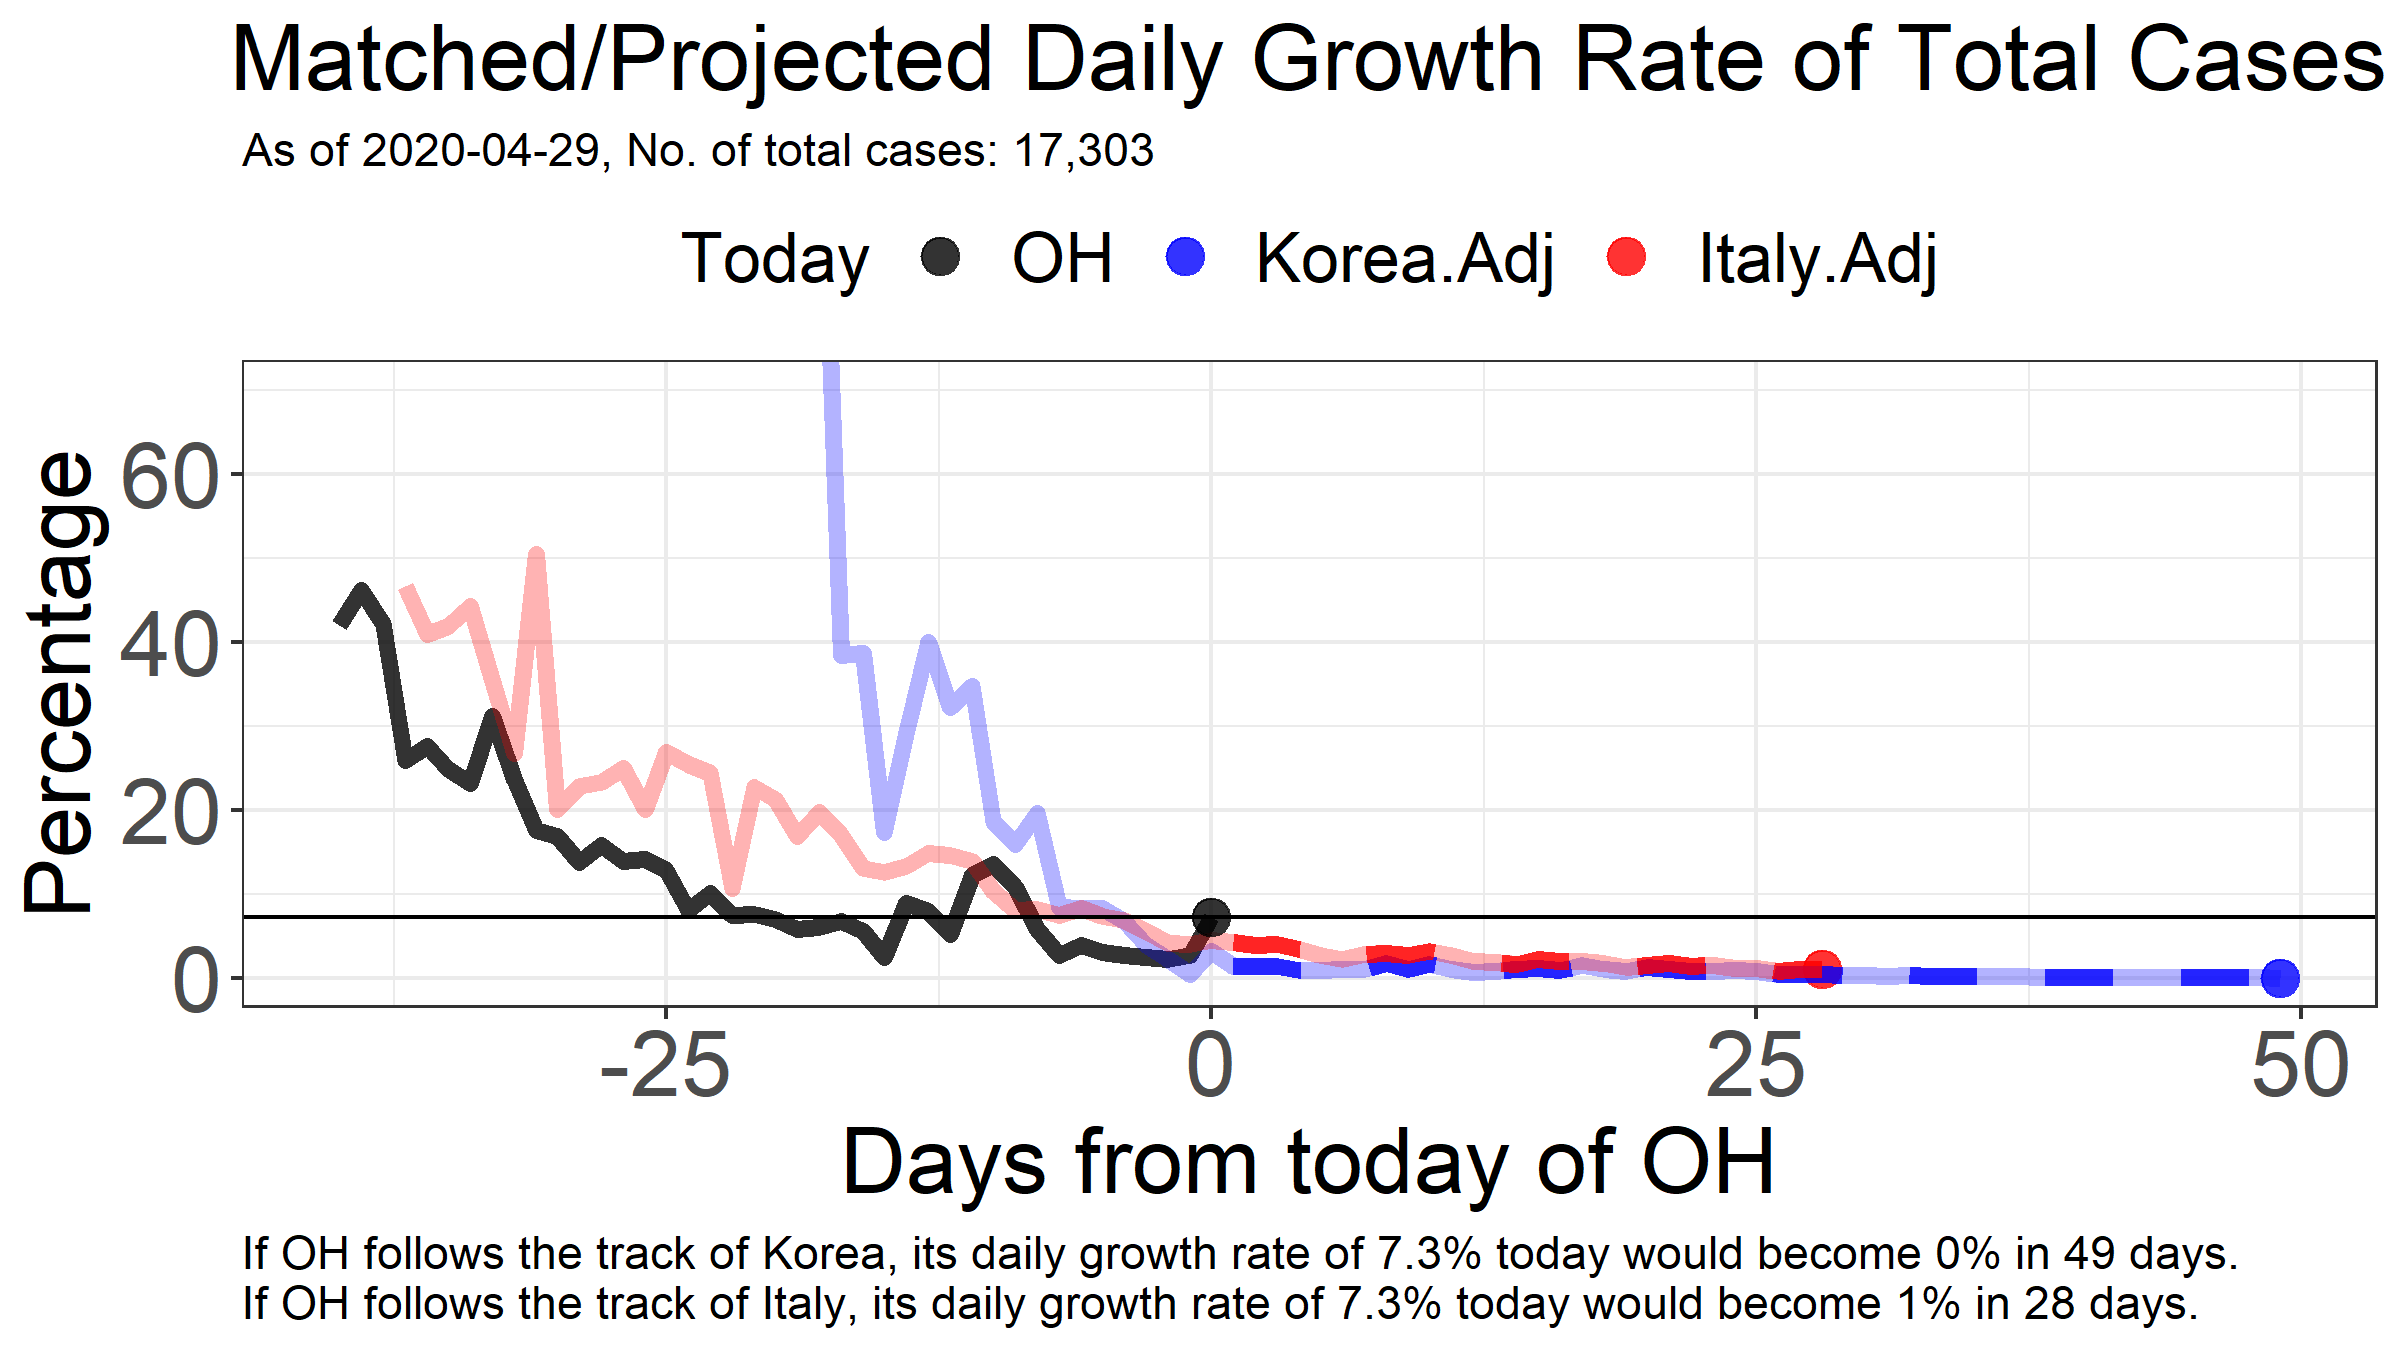 Matched/Projected Daily Growth Rate of Total Cases
As of 2020-04-29, No. of total cases: 17,303
Today OH Korea.Adj Italy.Adj
Percentage
60
40
20
0
-25 0 25 50
Days from today of OH
If OH follows the track of Korea, its daily growth rate of 7.3% today would become 0% in 49 days.
If OH follows the track of Italy, its daily growth rate of 7.3% today would become 1% in 28 days.